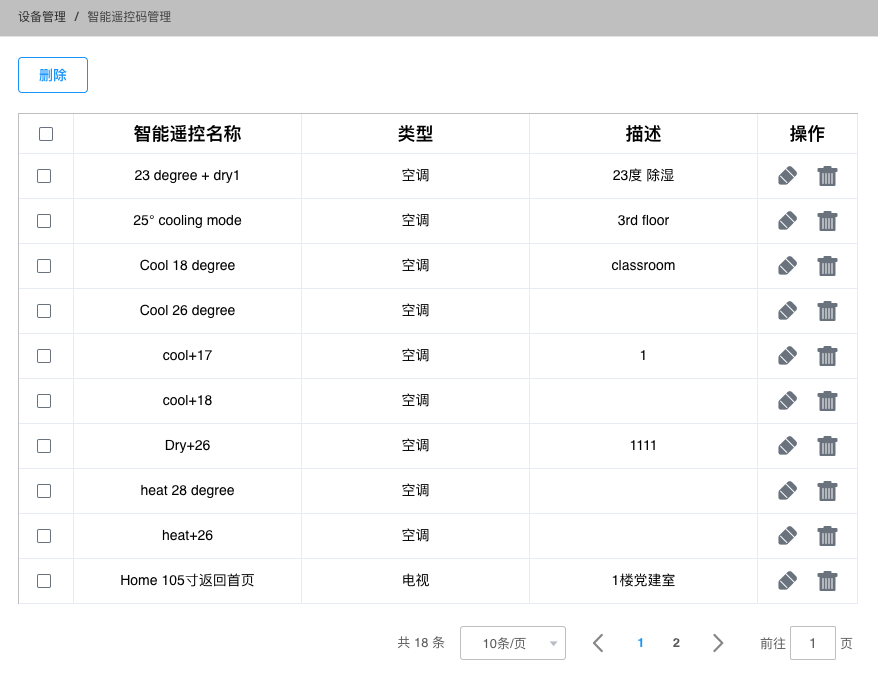 设备管理 / 智能遥控码管理
删除
智能遥控名称 类型 描述 操作
23 degree + dry1 空调 23度 除湿
25° cooling mode 空调 3rd floor
Cool 18 degree 空调 classroom
Cool 26 degree 空调
cool+17 空调 1
cool+18 空调
Dry+26 空调 1111
heat 28 degree 空调
heat+26 空调
Home 105寸返回首页 电视 1楼党建室
共 18 条 10条/页 1 2 前往 1 页